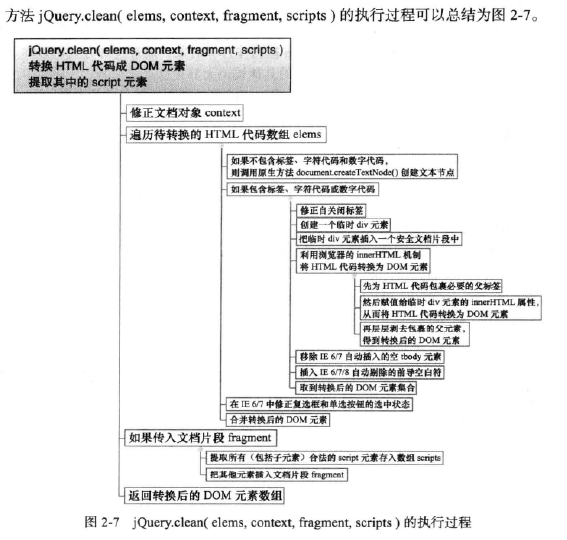 方法 jQuery.clean( elems, context, fragment, scripts ) 的执行过程可以总结为图 2-7。
jQuery.clean( elems, context, fragment, scripts )
转换 HTML 代码成 DOM 元素
提取其中的 script 元素
修正文档对象 context
遍历待转换的 HTML 代码数组 elems
如果不包含标签、字符代码和数字代码,
则调用原生方法 document.createTextNode() 创建文本节点
如果包含标签、字符代码或数字代码
修正自关闭标签
创建一个临时 div 元素
把临时 div 元素插入一个安全文档片段中
利用浏览器的 innerHTML 机制
将 HTML 代码转换为 DOM 元素
先为 HTML 代码包裹必要的父标签
然后赋值给临时 div 元素的 innerHTML 属性,
从而将 HTML 代码转换为 DOM 元素
再层层剥去包裹的父元素,
得到转换后的 DOM 元素
移除 IE 6/7 自动插入的空 tbody 元素
插入 IE 6/7/8 自动剔除的前导空白符
取到转换后的 DOM 元素集合
在 IE 6/7 中修正复选框和单选按钮的选中状态
合并转换后的 DOM 元素
如果传入文档片段 fragment
提取所有（包括子元素）合法的 script 元素存入数组 scripts
把其他元素插入文档片段 fragment
返回转换后的 DOM 元素数组
图 2-7 jQuery.clean( elems, context, fragment, scripts ) 的执行过程